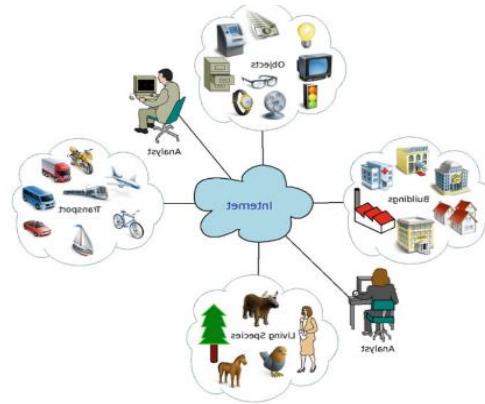 Objects
Analyst
Transport
Internet
Buildings
Living Species
Analyst